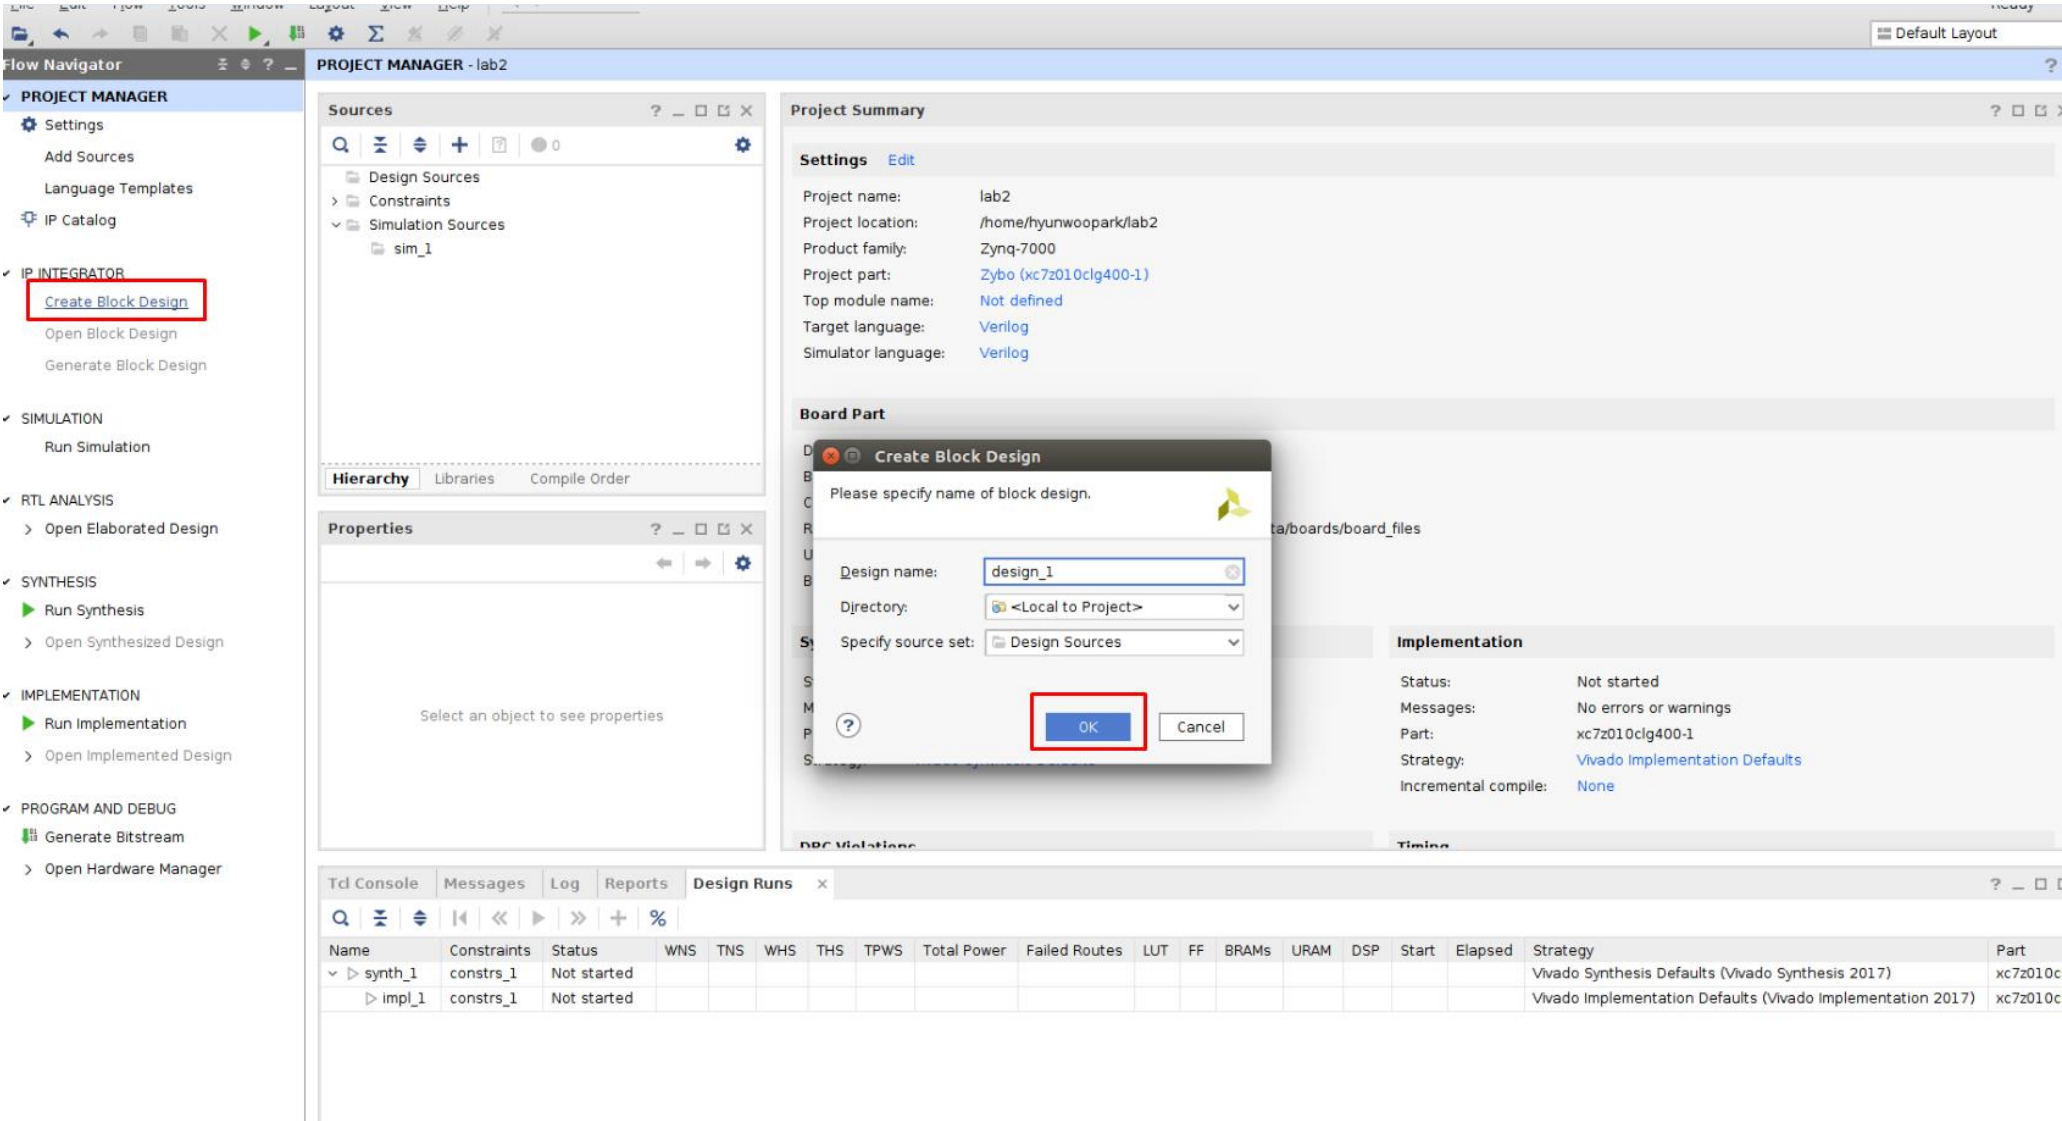 Ready
Default Layout
Flow Navigator
PROJECT MANAGER - lab2
PROJECT MANAGER
Settings
Add Sources
Language Templates
IP Catalog
IP INTEGRATOR
Create Block Design
Open Block Design
Generate Block Design
SIMULATION
Run Simulation
RTL ANALYSIS
Open Elaborated Design
SYNTHESIS
Run Synthesis
Open Synthesized Design
IMPLEMENTATION
Run Implementation
Open Implemented Design
PROGRAM AND DEBUG
Generate Bitstream
Open Hardware Manager
Sources
0
Design Sources
Constraints
Simulation Sources
sim_1
Hierarchy Libraries Compile Order
Properties
Select an object to see properties
Project Summary
Settings Edit
Project name: lab2
Project location: /home/hyunwoopark/lab2
Product family: Zynq-7000
Project part: Zybo (xc7z010clg400-1)
Top module name: Not defined
Target language: Verilog
Simulator language: Verilog
Board Part
ta/boards/board_files
Create Block Design
Please specify name of block design.
Design name: design_1
Directory: <Local to Project>
Specify source set: Design Sources
OK Cancel
Implementation
Status: Not started
Messages: No errors or warnings
Part: xc7z010clg400-1
Strategy: Vivado Implementation Defaults
Incremental compile: None
DRC Violations
Timing
Tcl Console Messages Log Reports Design Runs
Name Constraints Status WNS TNS WHS THS TPWS Total Power Failed Routes LUT FF BRAMs URAM DSP Start Elapsed Strategy Part
synth_1 constrs_1 Not started Vivado Synthesis Defaults (Vivado Synthesis 2017) xc7z010c
impl_1 constrs_1 Not started Vivado Implementation Defaults (Vivado Implementation 2017) xc7z010c